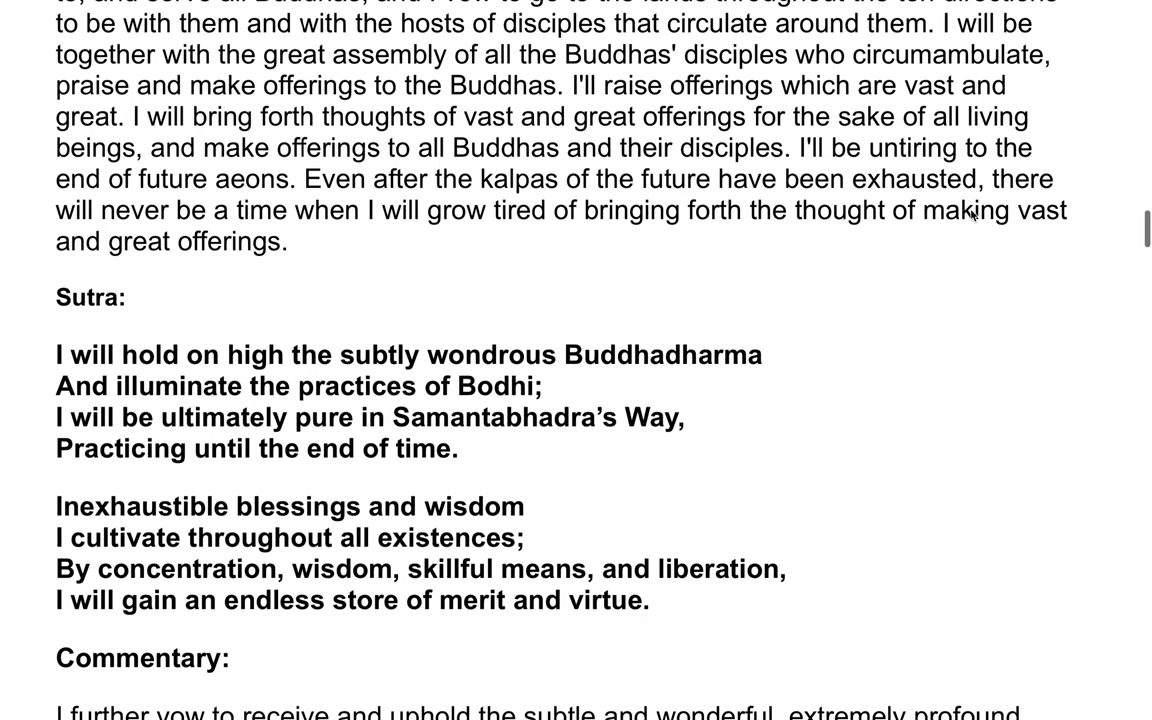 to be with them and with the hosts of disciples that circulate around them. I will be
together with the great assembly of all the Buddhas' disciples who circumambulate,
praise and make offerings to the Buddhas. I'll raise offerings which are vast and
great. I will bring forth thoughts of vast and great offerings for the sake of all living
beings, and make offerings to all Buddhas and their disciples. I'll be untiring to the
end of future aeons. Even after the kalpas of the future have been exhausted, there
will never be a time when I will grow tired of bringing forth the thought of making vast
and great offerings.
Sutra:
I will hold on high the subtly wondrous Buddhadharma
And illuminate the practices of Bodhi;
I will be ultimately pure in Samantabhadra’s Way,
Practicing until the end of time.
Inexhaustible blessings and wisdom
I cultivate throughout all existences;
By concentration, wisdom, skillful means, and liberation,
I will gain an endless store of merit and virtue.
Commentary:
I further vow to receive and uphold the subtle and wonderful, extremely profound